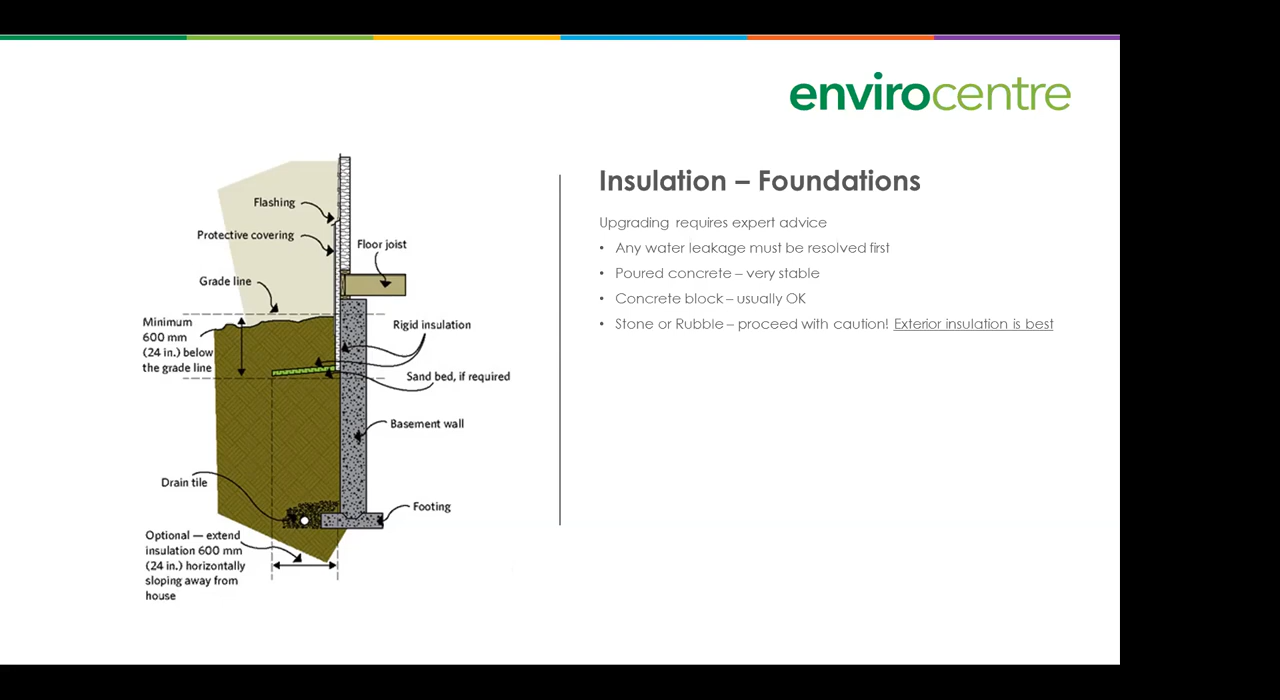 envirocentre
Flashing
Protective covering
Floor joist
Grade line
Minimum
600 mm
(24 in.) below
the grade line
Rigid insulation
Sand bed, if required
Basement wall
Drain tile
Footing
Optional — extend
insulation 600 mm
(24 in.) horizontally
sloping away from
house
Insulation – Foundations
Upgrading requires expert advice
• Any water leakage must be resolved first
• Poured concrete – very stable
• Concrete block – usually OK
• Stone or Rubble – proceed with caution! Exterior insulation is best